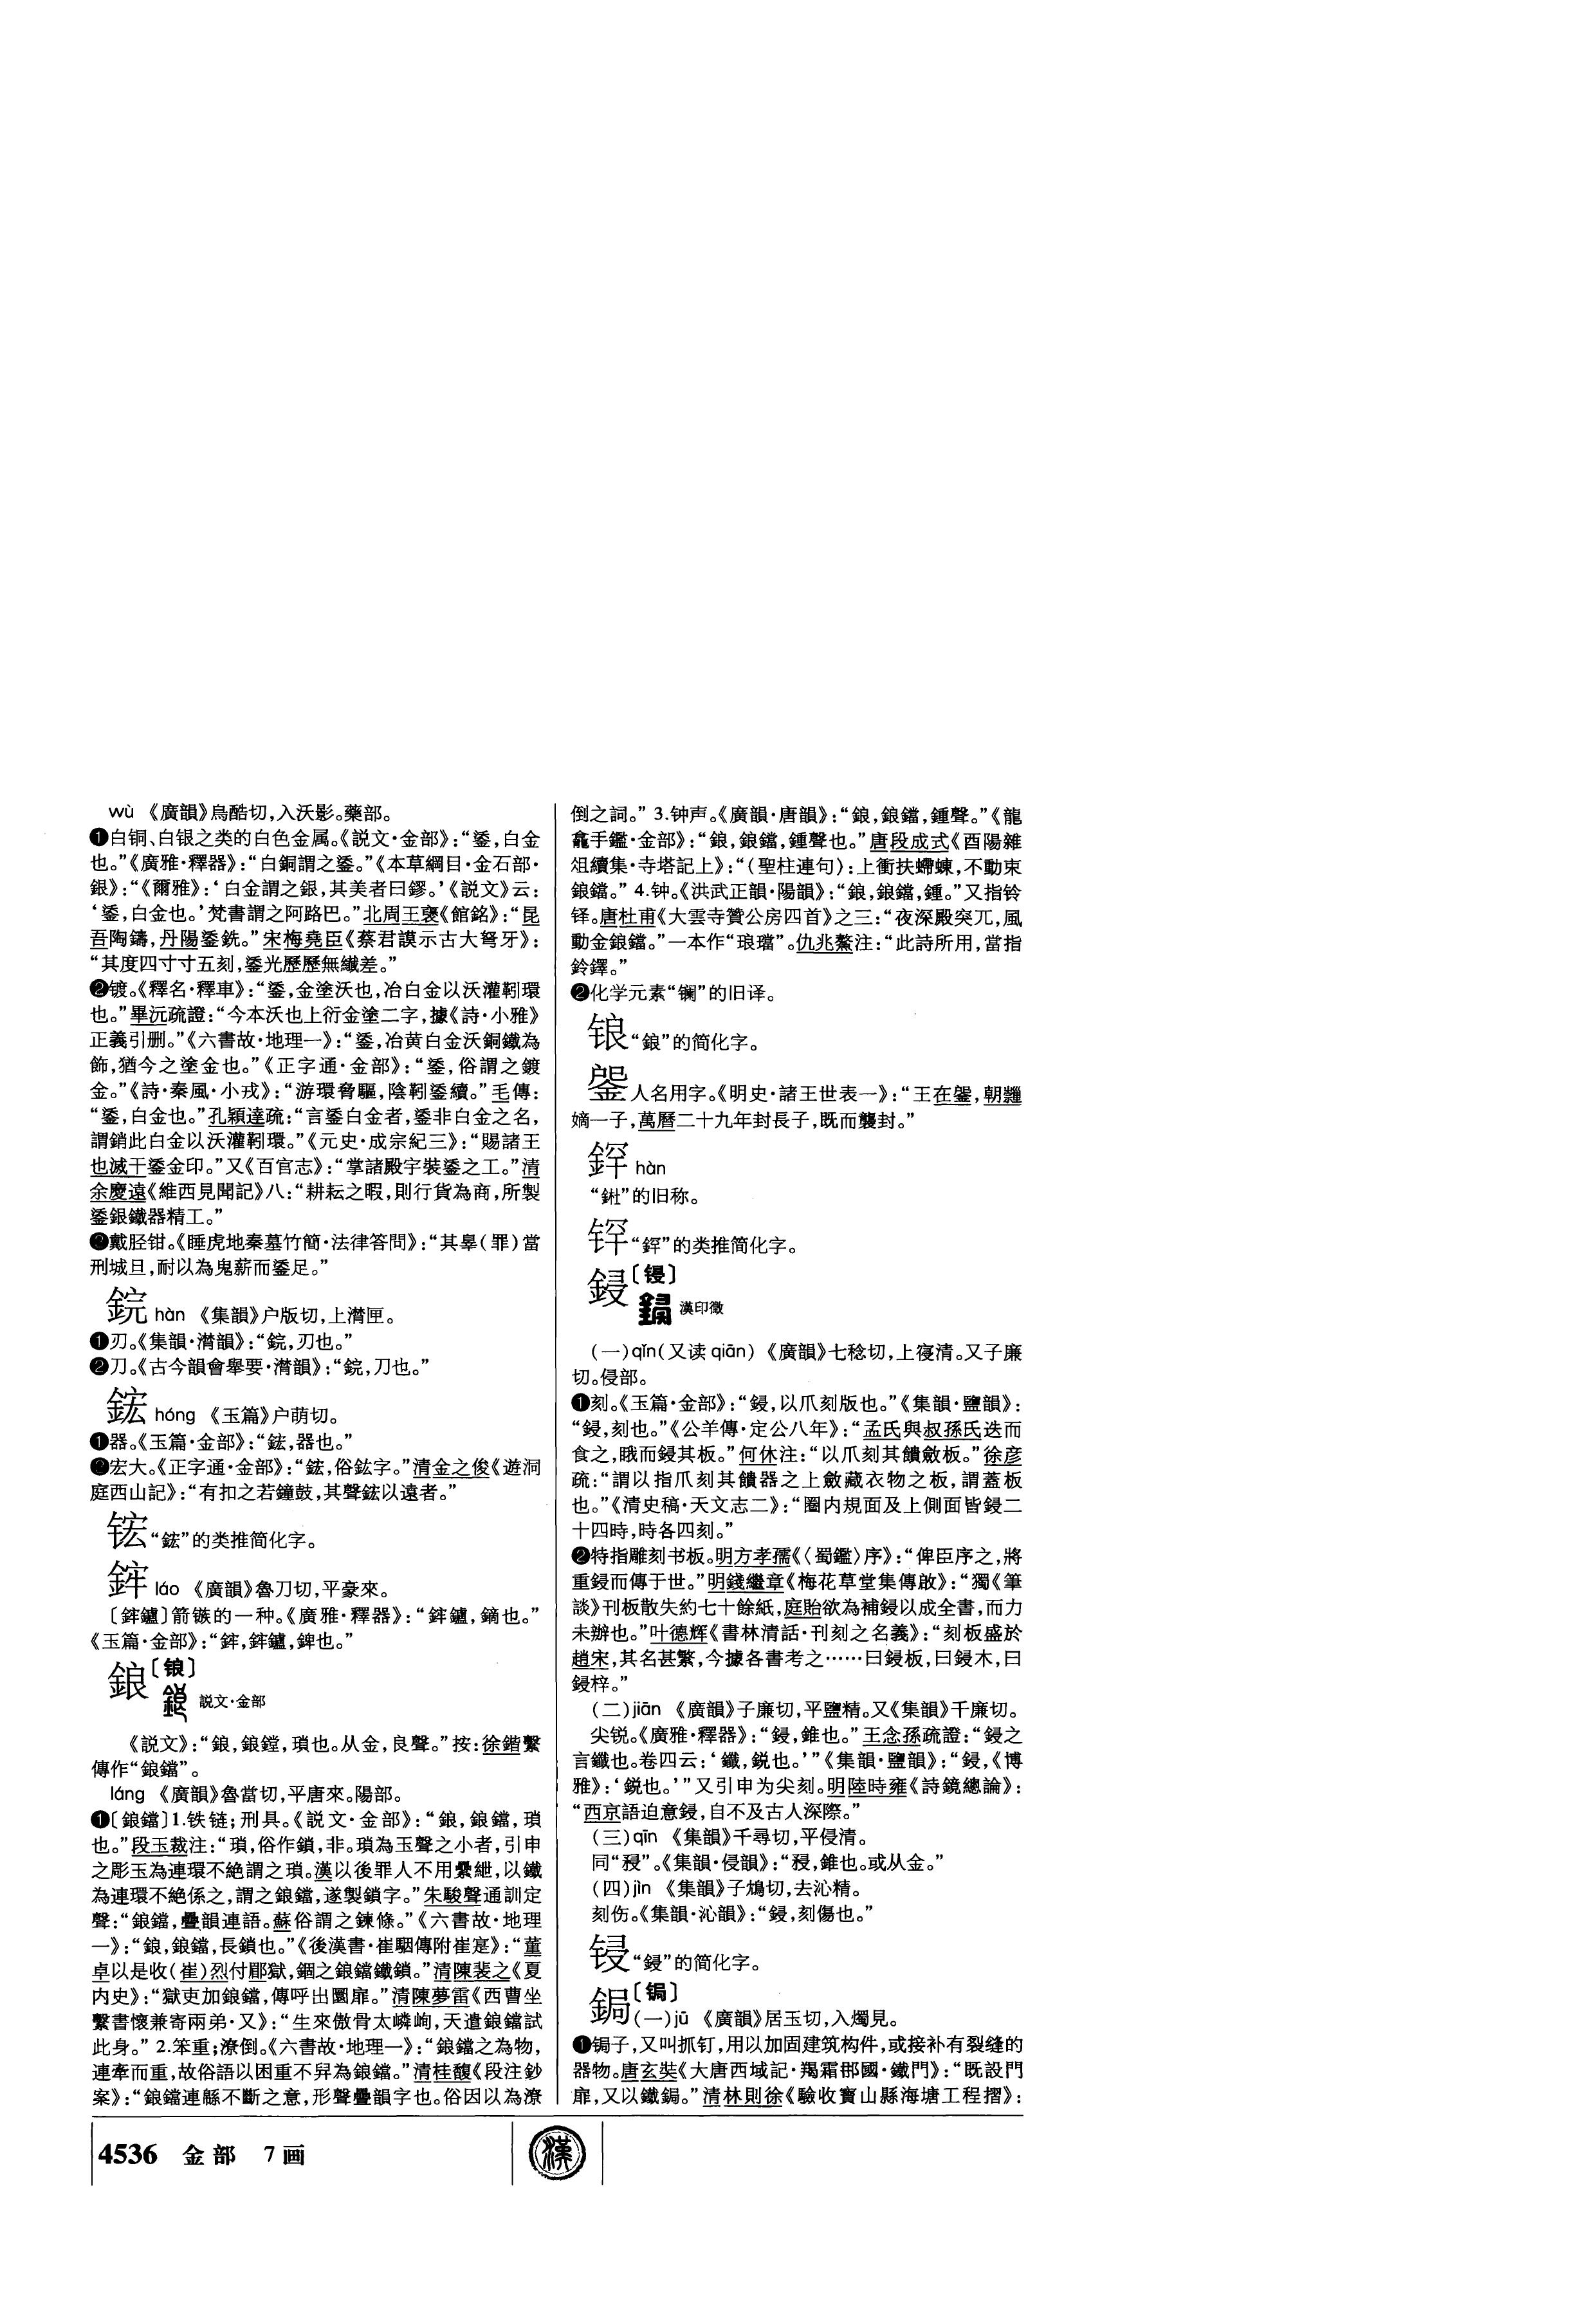 wù 《廣韻》烏酷切，入沃影。藥部。
❶白铜、白银之类的白色金属。《説文·金部》：“鋈，白金
也。”《廣雅·釋器》：“白銅謂之鋈。”《本草綱目·金石部·
銀》：“《爾雅》：‘白金謂之銀，其美者曰鏐。’《説文》云：
‘鋈，白金也。’梵書謂之阿路巴。”北周王襃《館銘》：“昆
吾陶鑄，丹陽鋈銑。”宋梅堯臣《蔡君謨示古大弩牙》：
“其度四寸寸五刻，鋈光歷歷無纖差。”
❷镀。《釋名·釋車》：“鋈，金塗沃也，冶白金以沃灌靷環
也。”畢沅疏證：“今本沃也上衍金塗二字，據《詩·小雅》
正義引删。”《六書故·地理一》：“鋈，冶黄白金沃銅鐵為
飾，猶今之塗金也。”《正字通·金部》：“鋈，俗謂之鍍
金。”《詩·秦風·小戎》：“游環脅驅，陰靷鋈續。”毛傳：
“鋈，白金也。”孔穎達疏：“言鋈白金者，鋈非白金之名，
謂銷此白金以沃灌靷環。”《元史·成宗紀三》：“賜諸王
也滅干鋈金印。”又《百官志》：“掌諸殿宇裝鋈之工。”清
余慶遠《維西見聞記》八：“耕耘之暇，則行貨為商，所製
鋈銀鐵器精工。”
❸戴胫钳。《睡虎地秦墓竹簡·法律答問》：“其辠（罪）當
刑城旦，耐以為鬼薪而鋈足。”
鋎 hàn 《集韻》户版切，上潸匣。
❶刃。《集韻·潸韻》：“鋎，刃也。”
❷刀。《古今韻會舉要·潸韻》：“鋎，刀也。”
鋐 hóng 《玉篇》户萌切。
❶器。《玉篇·金部》：“鋐，器也。”
❷宏大。《正字通·金部》：“鋐，俗鈜字。”清金之俊《遊洞
庭西山記》：“有扣之若鐘鼓，其聲鋐以遠者。”
𬭎“鋐”的类推简化字。
䥇 láo 《廣韻》魯刀切，平豪來。
〔䥇鑪〕箭镞的一种。《廣雅·釋器》：“䥇鑪，鏑也。”
《玉篇·金部》：“䥇，䥇鑪，錍也。”
鋃〔锒〕
説文·金部
《説文》：“鋃，鋃鏜，瑣也。从金，良聲。”按：徐鍇繫
傳作“鋃鐺”。
láng 《廣韻》魯當切，平唐來。陽部。
❶〔鋃鐺〕1.铁链；刑具。《説文·金部》：“鋃，鋃鐺，瑣
也。”段玉裁注：“瑣，俗作鎖，非。瑣為玉聲之小者，引申
之彫玉為連環不絶謂之瑣。漢以後罪人不用纍紲，以鐵
為連環不絶係之，謂之鋃鐺，遂製鎖字。”朱駿聲通訓定
聲：“鋃鐺，疊韻連語。蘇俗謂之鍊條。”《六書故·地理
一》：“鋃，鋃鐺，長鎖也。”《後漢書·崔駰傳附崔寔》：“董
卓以是收（崔）烈付郿獄，錮之鋃鐺鐵鎖。”清陳裴之《夏
内史》：“獄吏加鋃鐺，傳呼出圜扉。”清陳夢雷《西曹坐
繫書懷兼寄兩弟·又》：“生來傲骨太嶙峋，天遣鋃鐺試
此身。” 2.笨重；潦倒。《六書故·地理一》：“鋃鐺之為物，
連牽而重，故俗語以困重不舁為鋃鐺。”清桂馥《段注鈔
案》：“鋃鐺連緜不斷之意，形聲疊韻字也。俗因以為潦
倒之詞。” 3.钟声。《廣韻·唐韻》：“鋃，鋃鐺，鍾聲。”《龍
龕手鑑·金部》：“鋃，鋃鐺，鍾聲也。”唐段成式《酉陽雜
俎續集·寺塔記上》：“（聖柱連句）：上衝扶螮蝀，不動束
鋃鐺。” 4.钟。《洪武正韻·陽韻》：“鋃，鋃鐺，鍾。”又指铃
铎。唐杜甫《大雲寺贊公房四首》之三：“夜深殿突兀，風
動金鋃鐺。”一本作“琅璫”。仇兆鰲注：“此詩所用，當指
鈴鐸。”
❷化学元素“镧”的旧译。
锒“鋃”的简化字。
人名用字。《明史·諸王世表一》：“王在，朝
嫡一子，萬曆二十九年封長子，既而襲封。”
銲 hàn
“𨧀”的旧称。
“”的类推简化字。
鋟〔锓〕
漢印徵
（一）qǐn（又读 qiān） 《廣韻》七稔切，上寑清。又子廉
切。侵部。
❶刻。《玉篇·金部》：“鋟，以爪刻版也。”《集韻·鹽韻》：
“鋟，刻也。”《公羊傳·定公八年》：“孟氏與叔孫氏迭而
食之，睋而鋟其板。”何休注：“以爪刻其饋斂板。”徐彦
疏：“謂以指爪刻其饋器之上斂藏衣物之板，謂蓋板
也。”《清史稿·天文志二》：“圈内規面及上側面皆鋟二
十四時，時各四刻。”
❷特指雕刻书板。明方孝孺《〈蜀鑑〉序》：“俾臣序之，將
重鋟而傳于世。”明錢繼章《梅花草堂集傳啟》：“獨《筆
談》刊板散失約七十餘紙，庭貽欲為補鋟以成全書，而力
未辦也。”叶德辉《書林清話·刊刻之名義》：“刻板盛於
趙宋，其名甚繁，今據各書考之……曰鋟板，曰鋟木，曰
鋟梓。”
（二）jiān 《廣韻》子廉切，平鹽精。又《集韻》千廉切。
尖锐。《廣雅·釋器》：“鋟，錐也。”王念孫疏證：“鋟之
言鐵也。卷四云：‘鐵，鋭也。’”《集韻·鹽韻》：“鋟，《博
雅》：‘鋭也。’”又引申为尖刻。明陸時雍《詩鏡總論》：
“西京語迫意鋟，自不及古人深際。”
（三）qīn 《集韻》千尋切，平侵清。
同“䂧”。《集韻·侵韻》：“䂧，錐也。或从金。”
（四）jìn 《集韻》子鴆切，去沁精。
刻伤。《集韻·沁韻》：“鋟，刻傷也。”
锓“鋟”的简化字。
鋦〔锔〕
（一）jū 《廣韻》居玉切，入燭見。
❶锔子，又叫抓钉，用以加固建筑构件，或接补有裂缝的
器物。唐玄奘《大唐西域記·羯霜那國·鐵門》：“既設門
扉，又以鐵鋦。”清林則徐《驗收寶山縣海塘工程摺》：
4536 金部 7画
漢